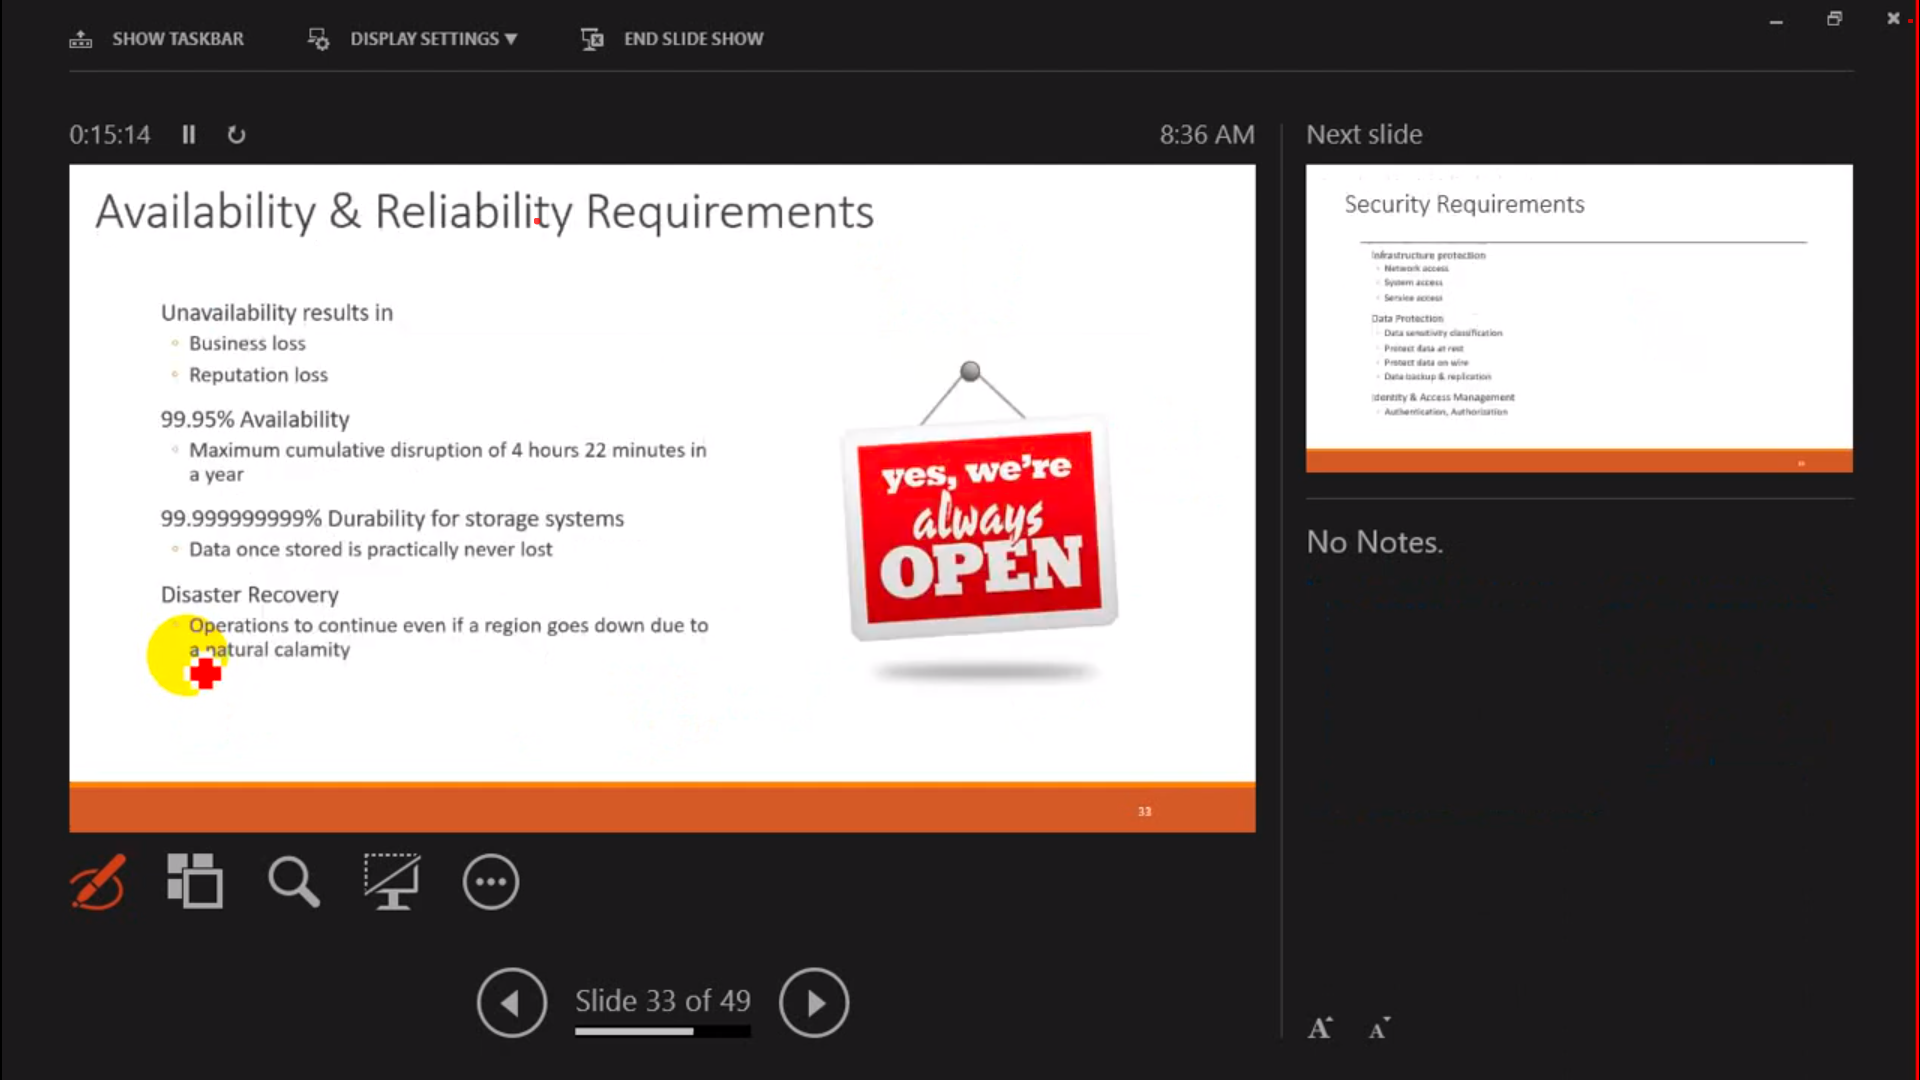 SHOW TASKBAR
DISPLAY SETTINGS ▼
END SLIDE SHOW
0:15:14
8:36 AM
Availability & Reliability Requirements
Unavailability results in
Business loss
Reputation loss
99.95% Availability
Maximum cumulative disruption of 4 hours 22 minutes in
a year
99.999999999% Durability for storage systems
Data once stored is practically never lost
Disaster Recovery
Operations to continue even if a region goes down due to
a natural calamity
yes, we're
always
OPEN
33
Next slide
Security Requirements
Infrastructure protection
Network access
System access
Service access
Data Protection
Data sensitivity classification
Protect data at rest
Protect data on wire
Data backup & replication
Identity & Access Management
Authentication, Authorization
No Notes.
Slide 33 of 49
A
A